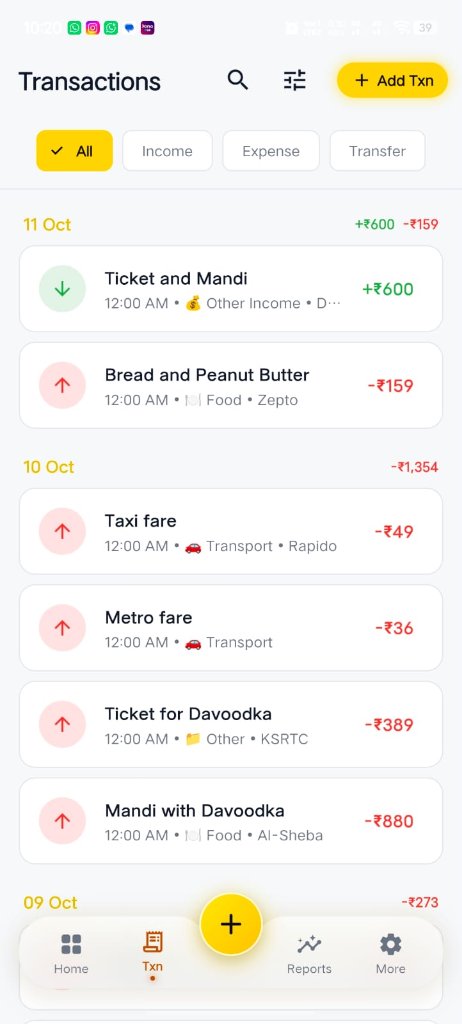 10:20
39
Transactions
+ Add Txn
All
Income
Expense
Transfer
11 Oct
+₹600 -₹159
Ticket and Mandi
+₹600
12:00 AM • 💰 Other Income • D...
Bread and Peanut Butter
-₹159
12:00 AM • 🍽️ Food • Zepto
10 Oct
-₹1,354
Taxi fare
-₹49
12:00 AM • 🚗 Transport • Rapido
Metro fare
-₹36
12:00 AM • 🚗 Transport
Ticket for Davoodka
-₹389
12:00 AM • 📁 Other • KSRTC
Mandi with Davoodka
-₹880
12:00 AM • 🍽️ Food • Al-Sheba
09 Oct
-₹273
Home
Txn
+
Reports
More